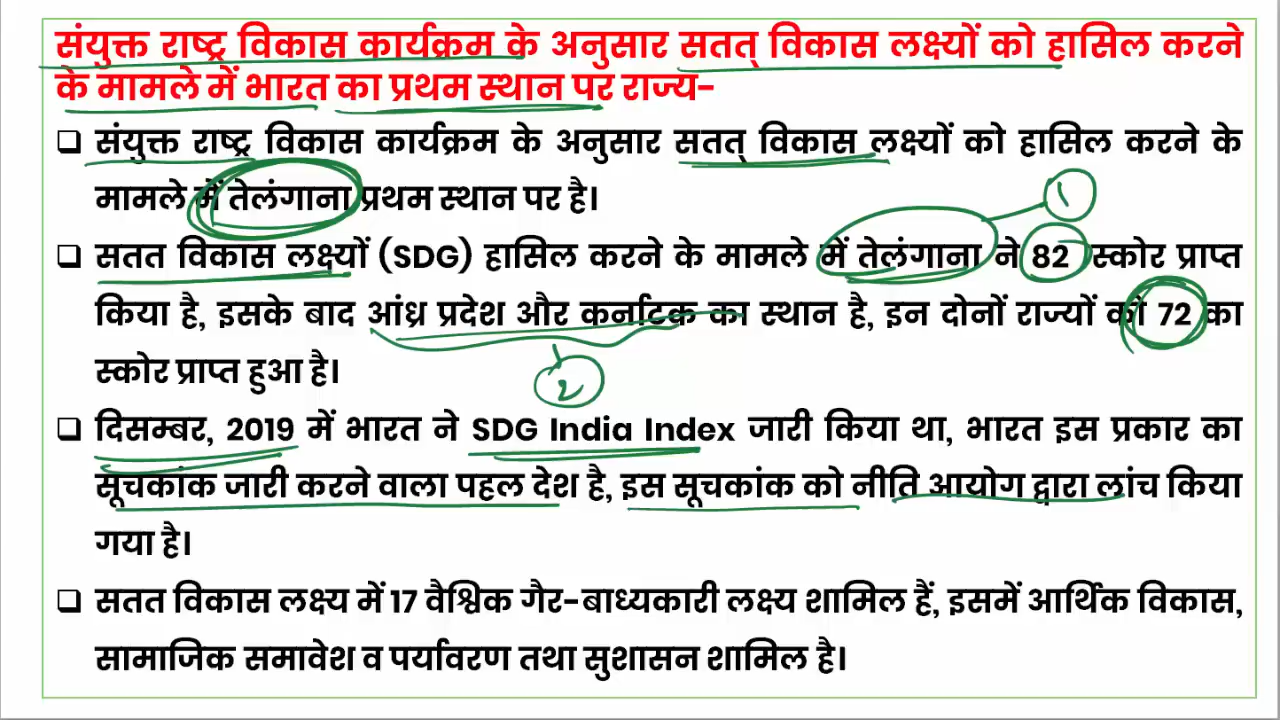 संयुक्त राष्ट्र विकास कार्यक्रम के अनुसार सतत् विकास लक्ष्यों को हासिल करने
के मामले में भारत का प्रथम स्थान पर राज्य-
❑ संयुक्त राष्ट्र विकास कार्यक्रम के अनुसार सतत् विकास लक्ष्यों को हासिल करने के
मामले में तेलंगाना प्रथम स्थान पर है।
1
❑ सतत विकास लक्ष्यों (SDG) हासिल करने के मामले में तेलंगाना ने 82 स्कोर प्राप्त
किया है, इसके बाद आंध्र प्रदेश और कर्नाटक का स्थान है, इन दोनों राज्यों को 72 का
स्कोर प्राप्त हुआ है।
2
❑ दिसम्बर, 2019 में भारत ने SDG India Index जारी किया था, भारत इस प्रकार का
सूचकांक जारी करने वाला पहल देश है, इस सूचकांक को नीति आयोग द्वारा लांच किया
गया है।
❑ सतत विकास लक्ष्य में 17 वैश्विक गैर-बाध्यकारी लक्ष्य शामिल हैं, इसमें आर्थिक विकास,
सामाजिक समावेश व पर्यावरण तथा सुशासन शामिल है।